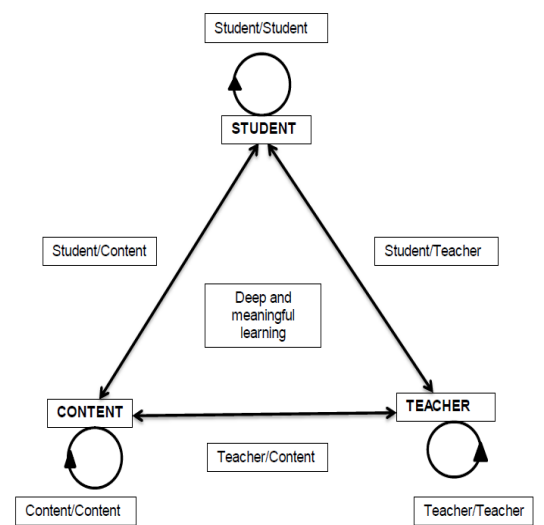 Student/Student
STUDENT
Student/Content
Student/Teacher
Deep and
meaningful
learning
CONTENT
TEACHER
Teacher/Content
Content/Content
Teacher/Teacher